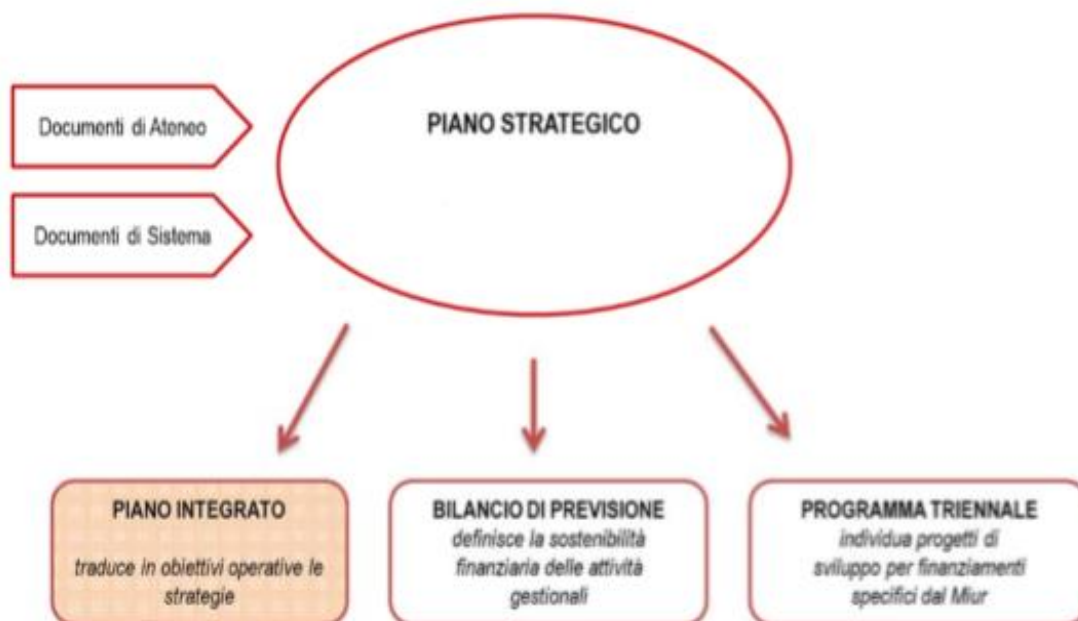 PIANO STRATEGICO
Documenti di Ateneo
Documenti di Sistema
PIANO INTEGRATO
traduce in obiettivi operative le
strategie
BILANCIO DI PREVISIONE
definisce la sostenibilità
finanziaria delle attività
gestionali
PROGRAMMA TRIENNALE
individua progetti di
sviluppo per finanziamenti
specifici dal Miur